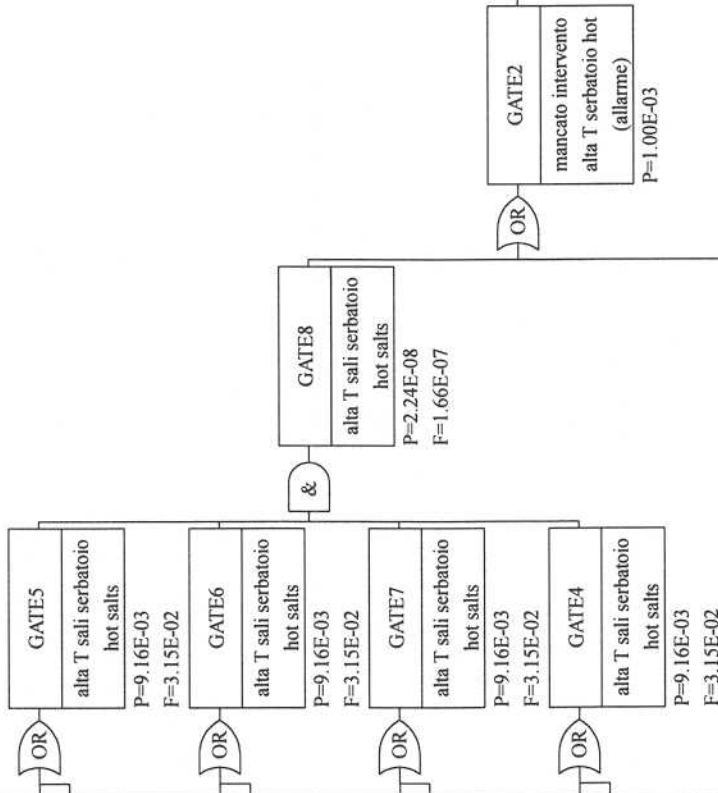 GATE5
alta T sali serbatoio
hot salts
P=9.16E-03
F=3.15E-02
OR
GATE6
alta T sali serbatoio
hot salts
P=9.16E-03
F=3.15E-02
OR
GATE7
alta T sali serbatoio
hot salts
P=9.16E-03
F=3.15E-02
OR
GATE4
alta T sali serbatoio
hot salts
P=9.16E-03
F=3.15E-02
OR
&
GATE8
alta T sali serbatoio
hot salts
P=2.24E-08
F=1.66E-07
OR
GATE2
mancato intervento
alta T serbatoio hot
(allarme)
P=1.00E-03